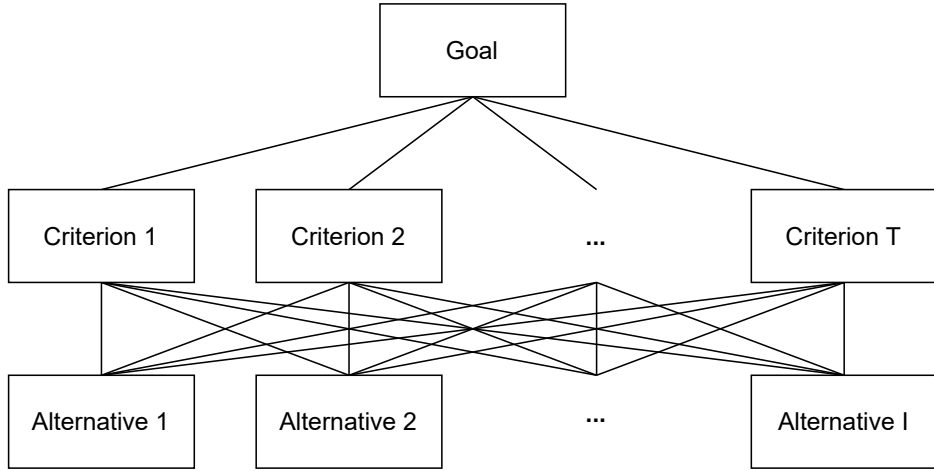 Goal
Criterion 1
Criterion 2
...
Criterion T
Alternative 1
Alternative 2
...
Alternative I